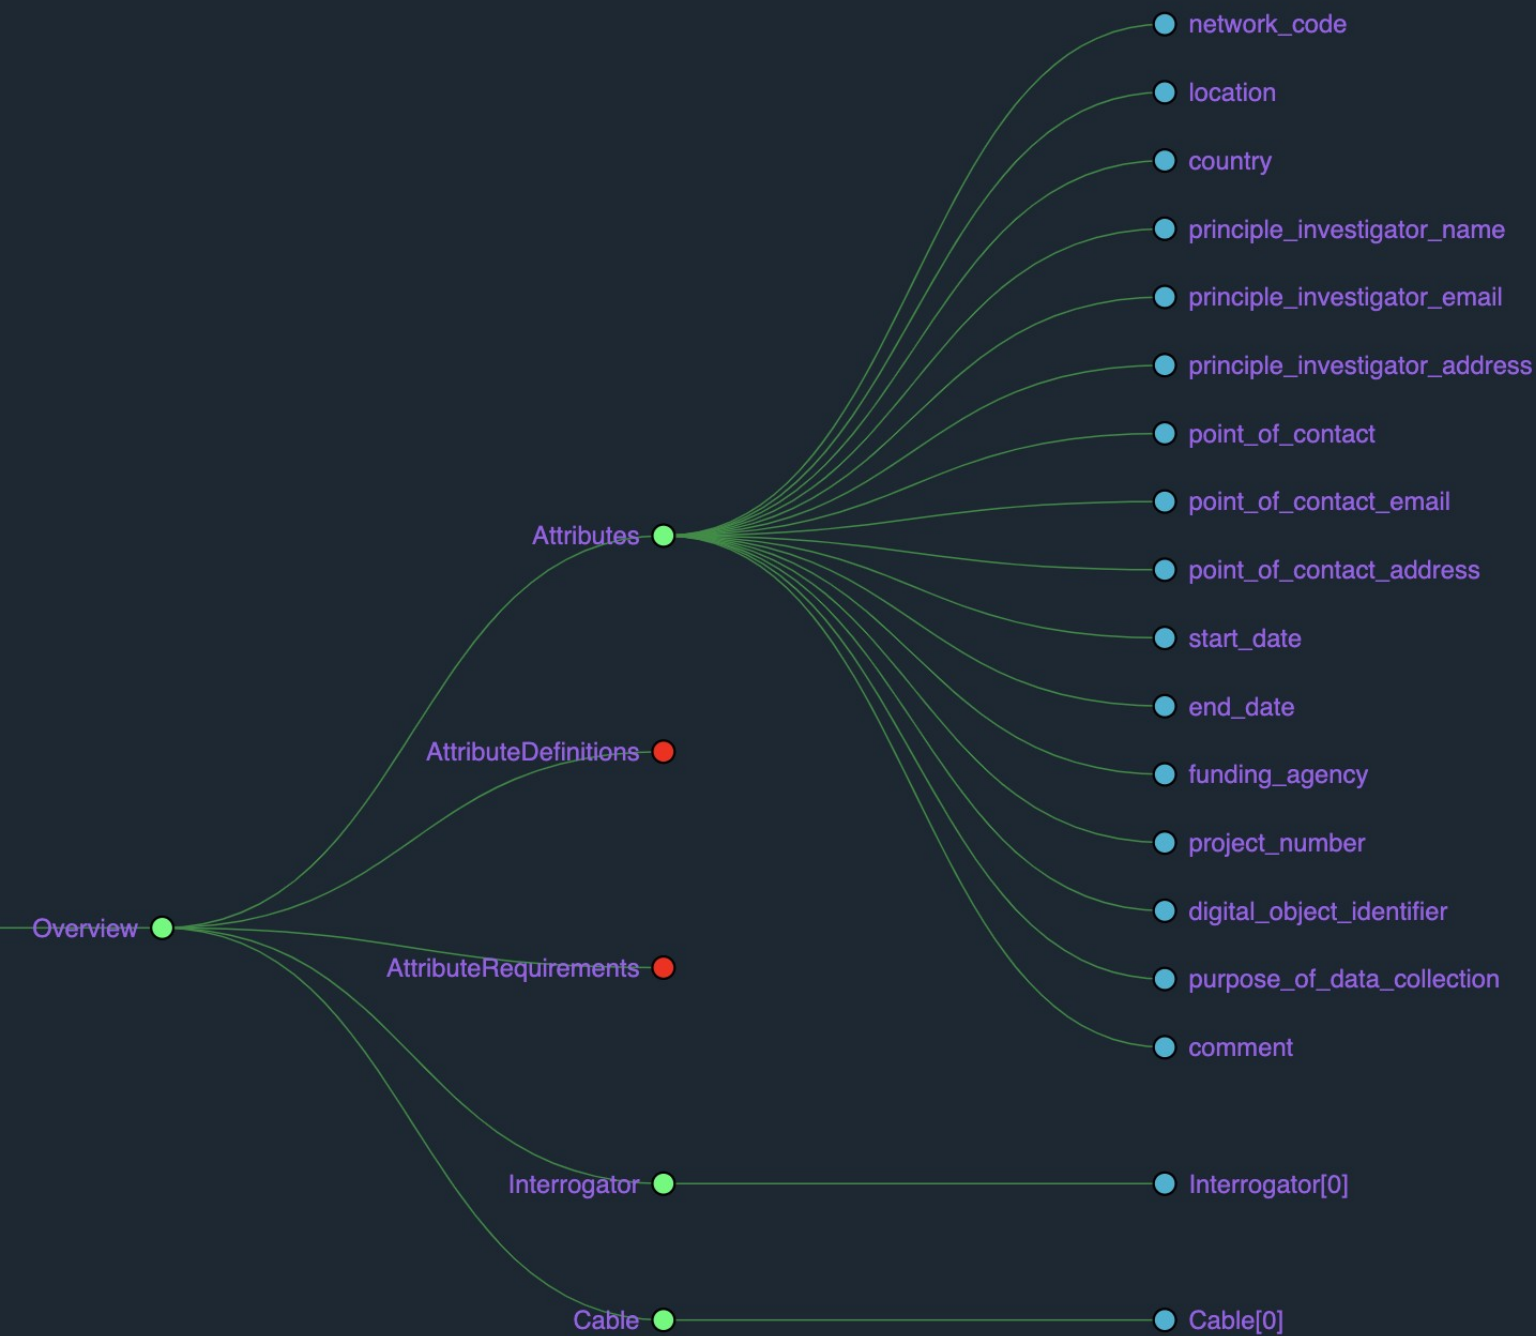 network_code
location
country
principle_investigator_name
principle_investigator_email
principle_investigator_address
point_of_contact
point_of_contact_email
Attributes
point_of_contact_address
start_date
end_date
AttributeDefinitions
funding_agency
project_number
digital_object_identifier
Overview
AttributeRequirements
purpose_of_data_collection
comment
Interrogator
Interrogator[0]
Cable
Cable[0]